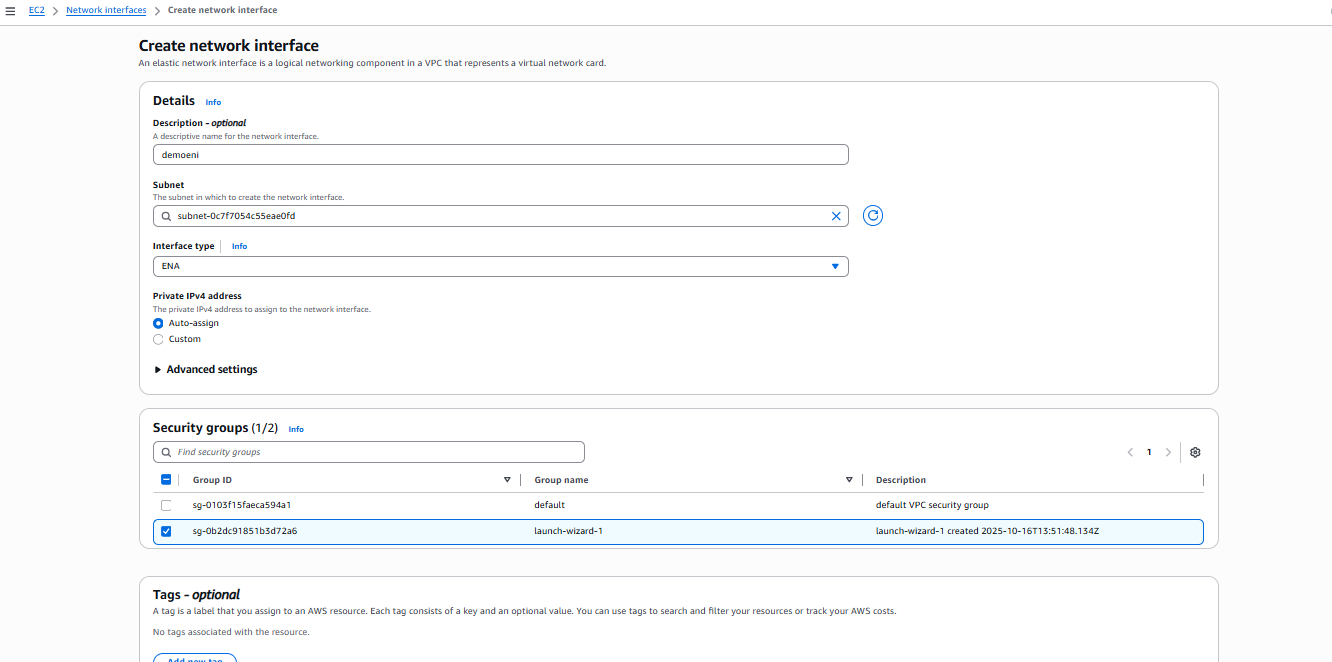 EC2 > Network interfaces > Create network interface
Create network interface
An elastic network interface is a logical networking component in a VPC that represents a virtual network card.
Details Info
Description - optional
A descriptive name for the network interface.
demoeni
Subnet
The subnet in which to create the network interface.
subnet-0c7f7054c55eae0fd
Interface type Info
ENA
Private IPv4 address
The private IPv4 address to assign to the network interface.
Auto-assign
Custom
Advanced settings
Security groups (1/2) Info
Find security groups
1
Group ID Group name Description
sg-0103f15faeca594a1 default default VPC security group
sg-0b2dc91851b3d72a6 launch-wizard-1 launch-wizard-1 created 2025-10-16T13:51:48.134Z
Tags - optional
A tag is a label that you assign to an AWS resource. Each tag consists of a key and an optional value. You can use tags to search and filter your resources or track your AWS costs.
No tags associated with the resource.
Add new tag